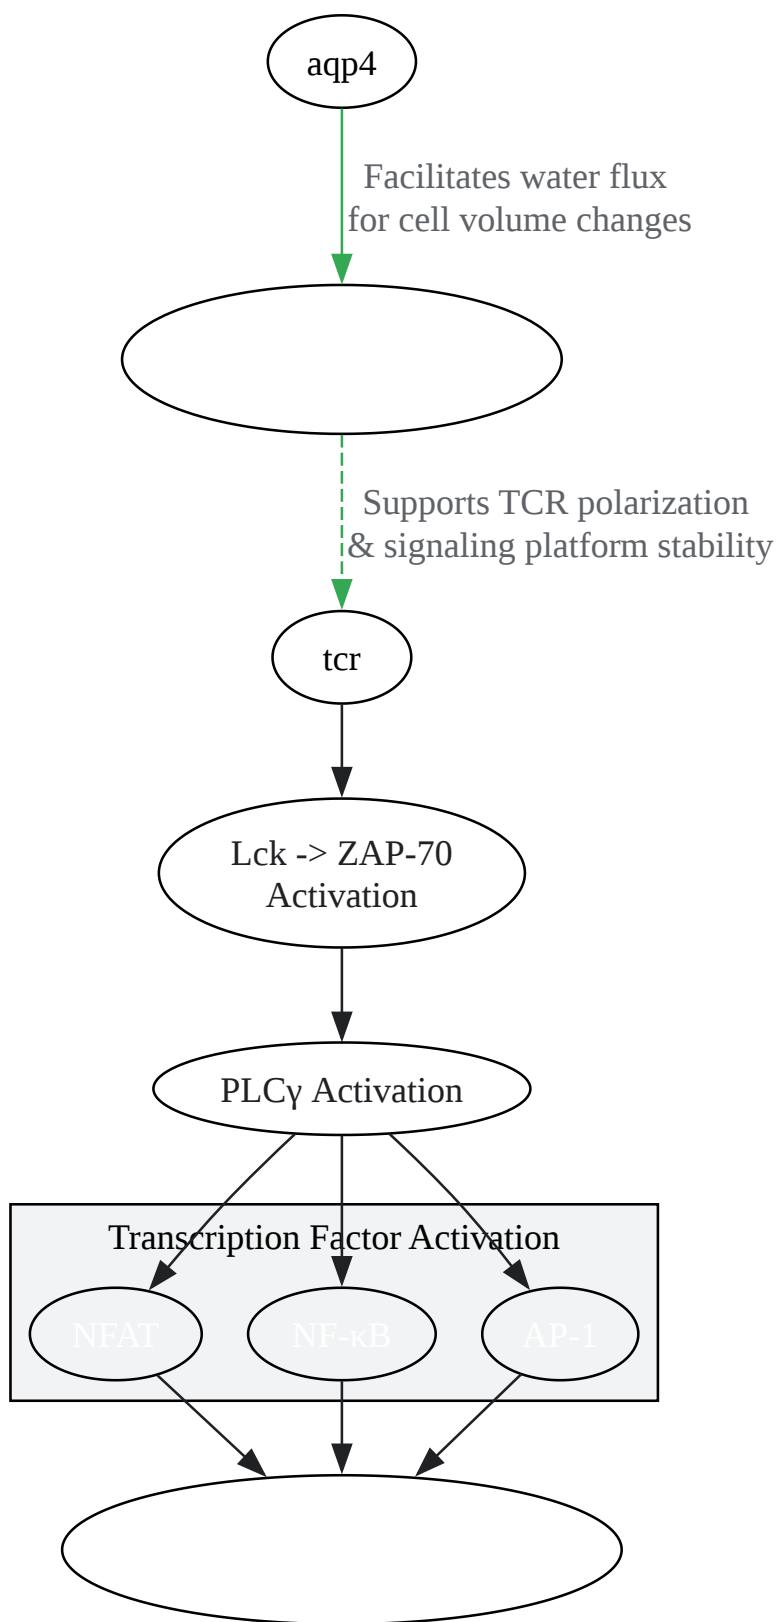 aqp4
Facilitates water flux
for cell volume changes
Supports TCR polarization
& signaling platform stability
tcr
Lck -> ZAP-70
Activation
PLCγ Activation
Transcription Factor Activation
NFAT
NF-κB
AP-1